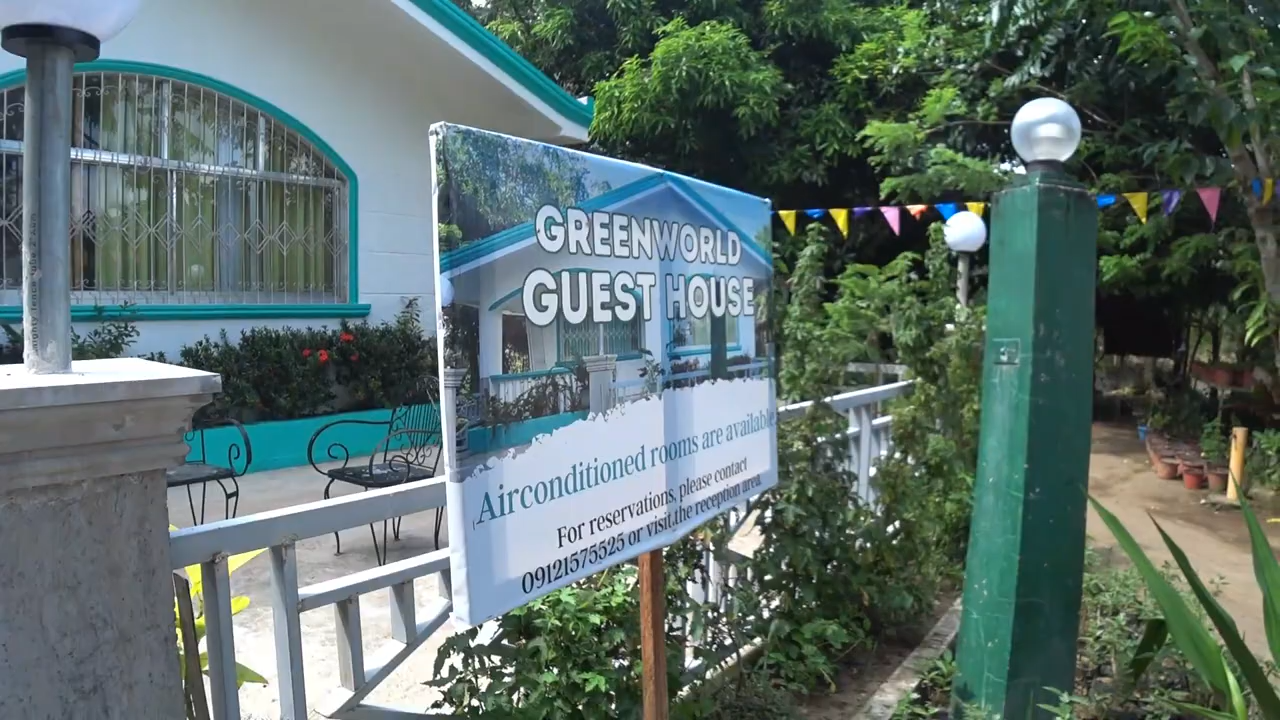 GREENWORLD
GUEST HOUSE
Airconditioned rooms are available
For reservations, please contact
09121575525 or visit the reception area.